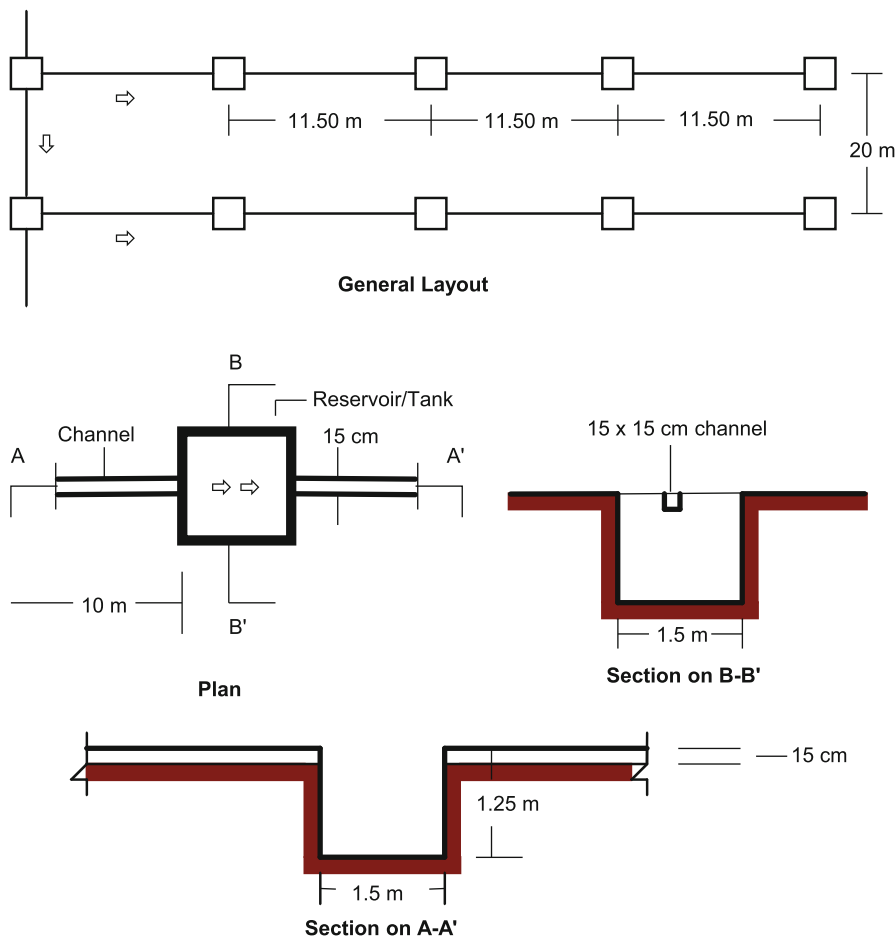 11.50 m
11.50 m
11.50 m
20 m
General Layout
B
Reservoir/Tank
Channel
15 cm
A
A'
10 m
B'
Plan
15 x 15 cm channel
1.5 m
Section on B-B'
15 cm
1.25 m
1.5 m
Section on A-A'